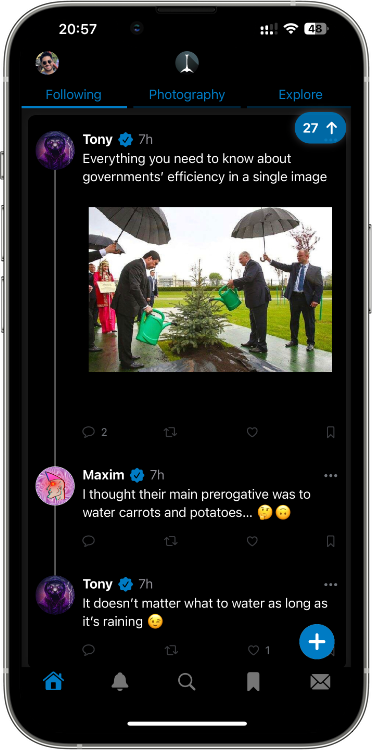 20:57
48
Following Photography Explore
27
Tony 7h
Everything you need to know about
governments’ efficiency in a single image
2
Maxim 7h
I thought their main prerogative was to
water carrots and potatoes... 🤔🙃
Tony 7h
It doesn’t matter what to water as long as
it’s raining 😉
1